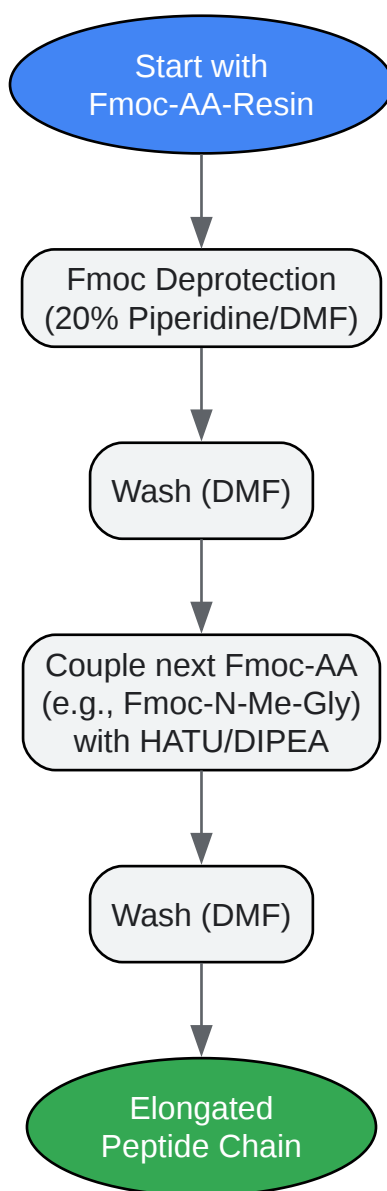 Start with
Fmoc-AA-Resin
Fmoc Deprotection
(20% Piperidine/DMF)
Wash (DMF)
Couple next Fmoc-AA
(e.g., Fmoc-N-Me-Gly)
with HATU/DIPEA
Wash (DMF)
Elongated
Peptide Chain